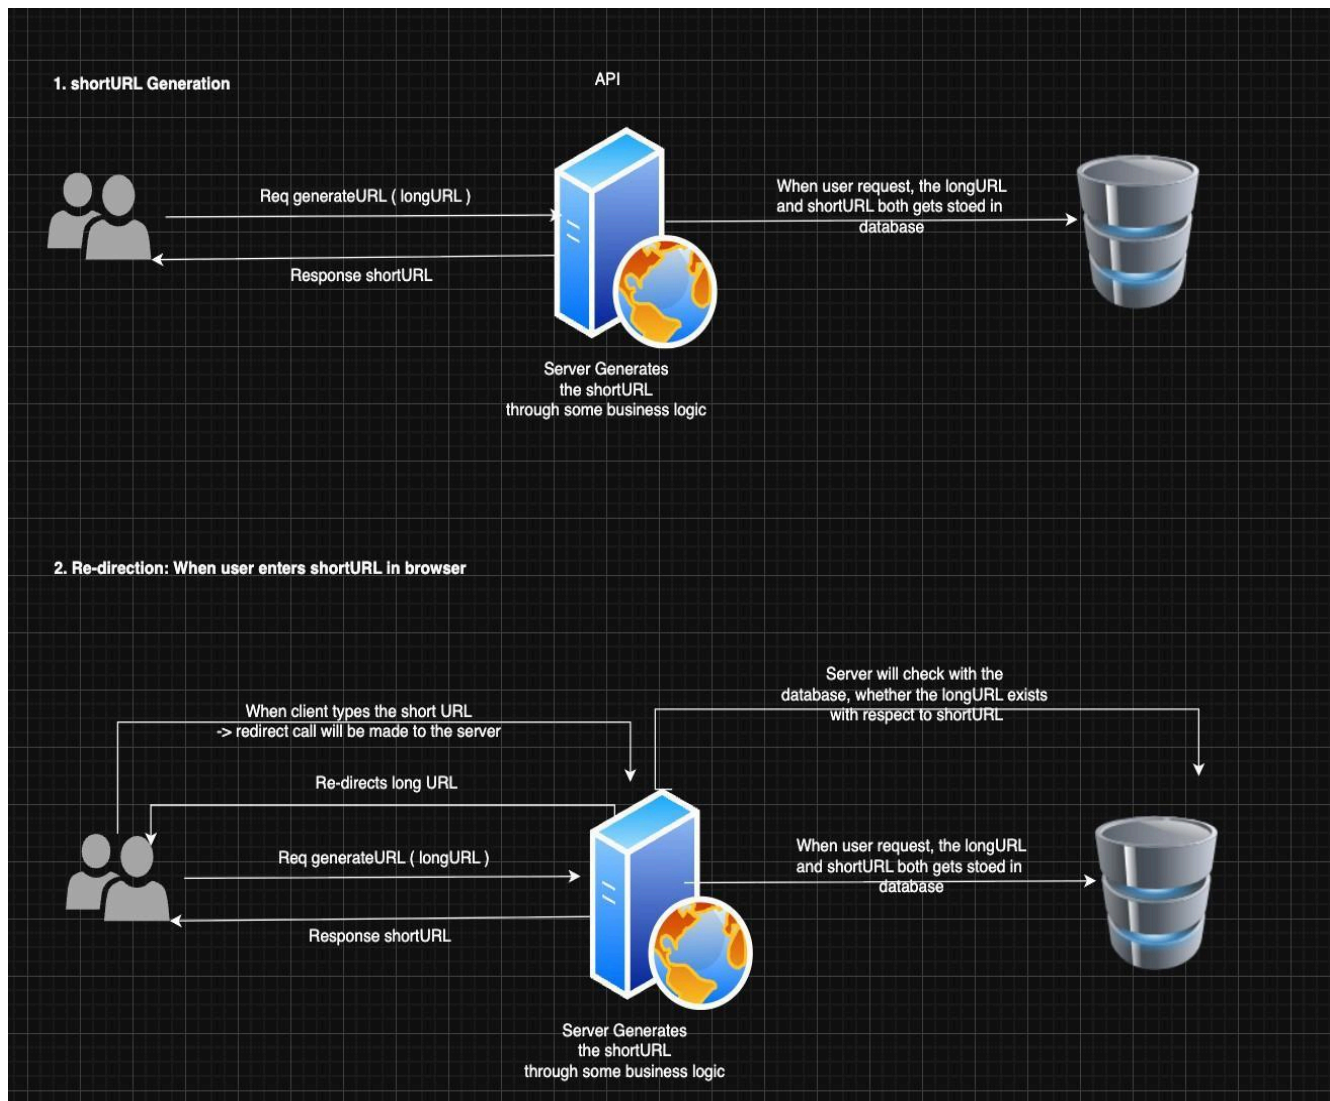 1. shortURL Generation
API
Req generateURL ( longURL )
Response shortURL
When user request, the longURL
and shortURL both gets stoed in
database
Server Generates
the shortURL
through some business logic
2. Re-direction: When user enters shortURL in browser
When client types the short URL
-> redirect call will be made to the server
Server will check with the
database, whether the longURL exists
with respect to shortURL
Re-directs long URL
Req generateURL ( longURL )
Response shortURL
When user request, the longURL
and shortURL both gets stoed in
database
Server Generates
the shortURL
through some business logic